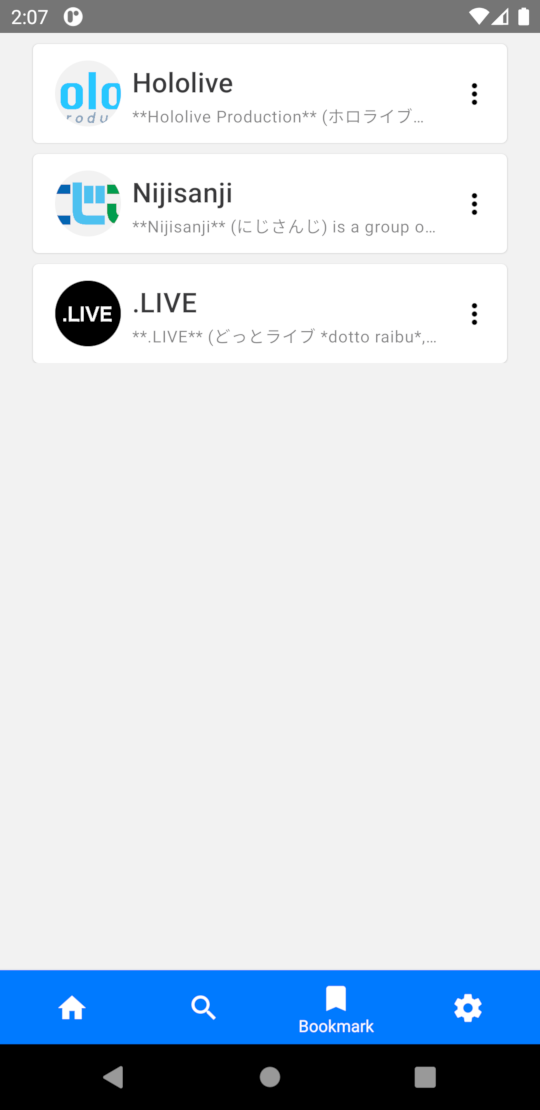 2:07
Hololive
**Hololive Production** (ホロライブ…
olo
rodu
Nijisanji
**Nijisanji** (にじさんじ) is a group o…
.LIVE
.LIVE
**.LIVE** (どっとライブ *dotto raibu*,…
Bookmark